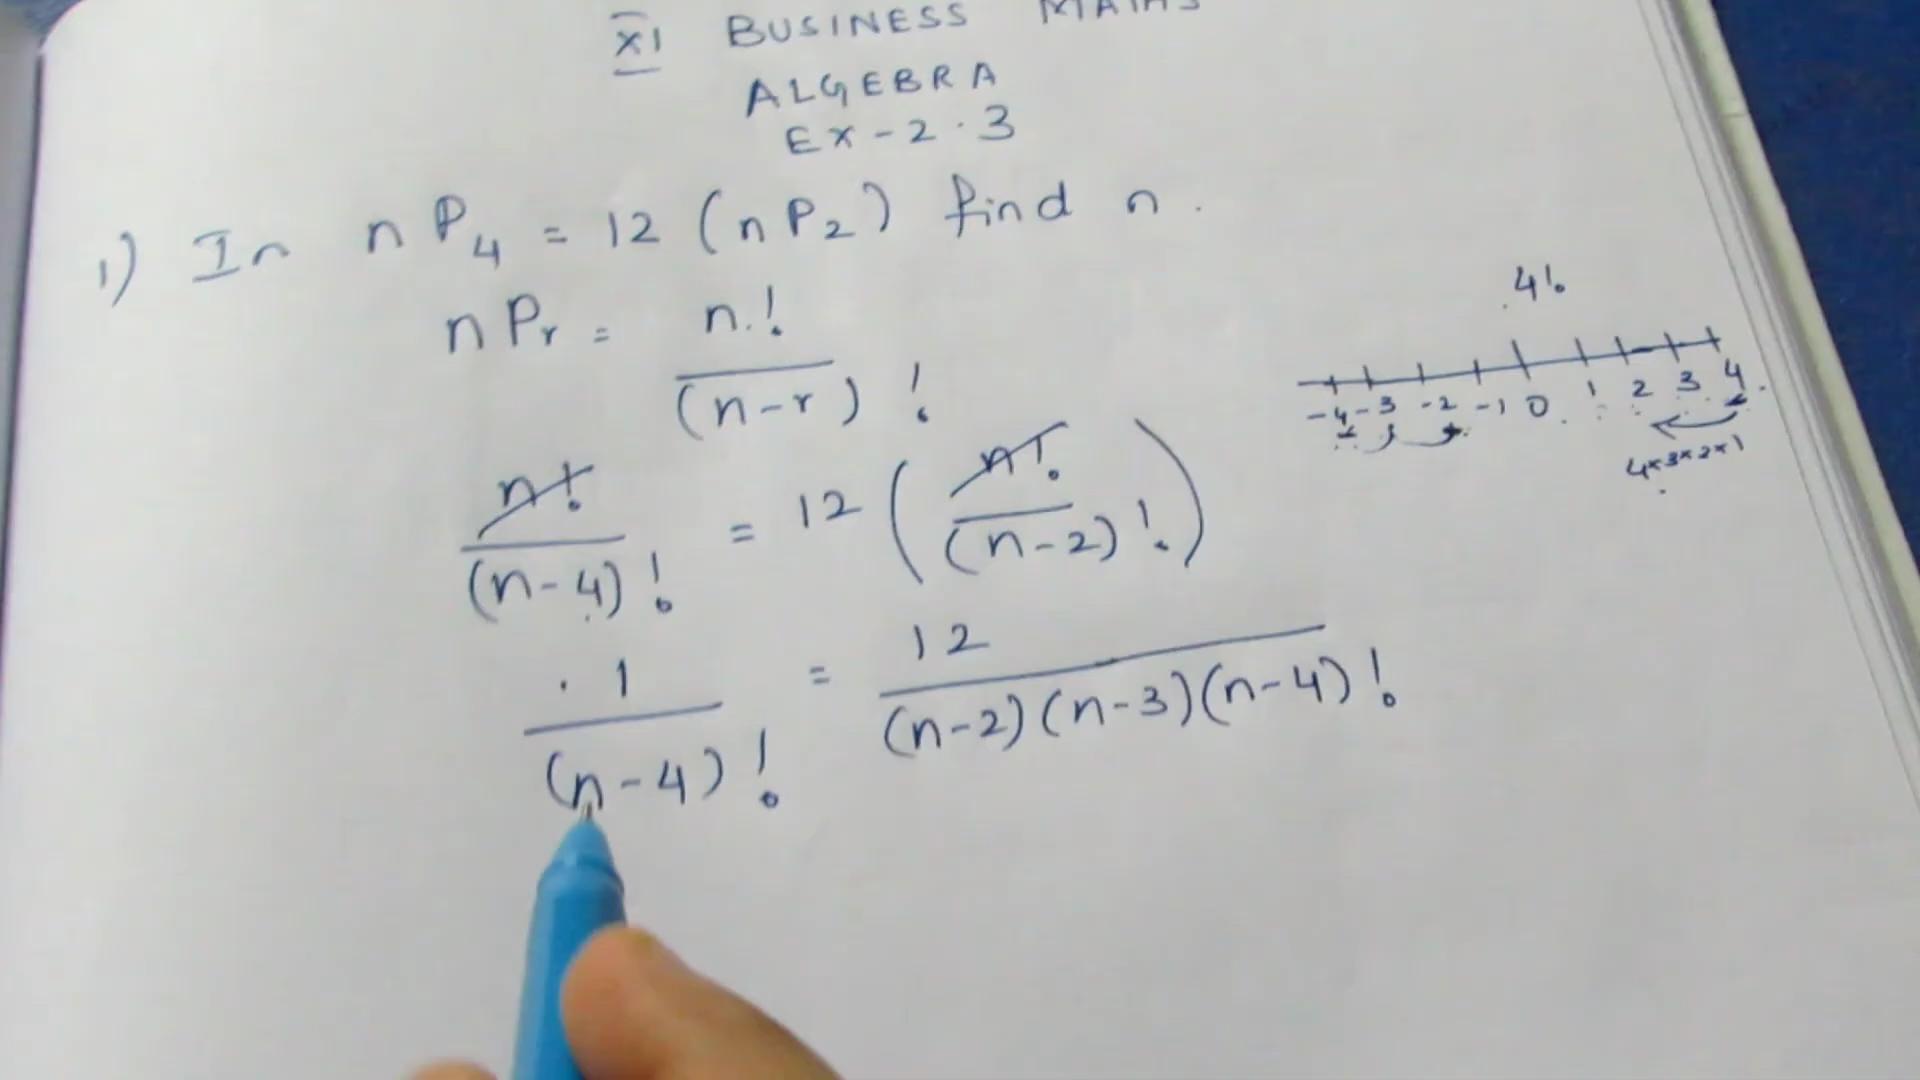 XI BUSINESS MATHS
ALGEBRA
EX-2.3
1) In nP4 = 12 (nP2) find n.
nPr = n!
(n-r)!
4!
-4 -3 -2 -1 0 1 2 3 4
4×3×2×1
n! = 12 ( n! )
(n-4)! (n-2)!
1 = 12
(n-4)! (n-2)(n-3)(n-4)!